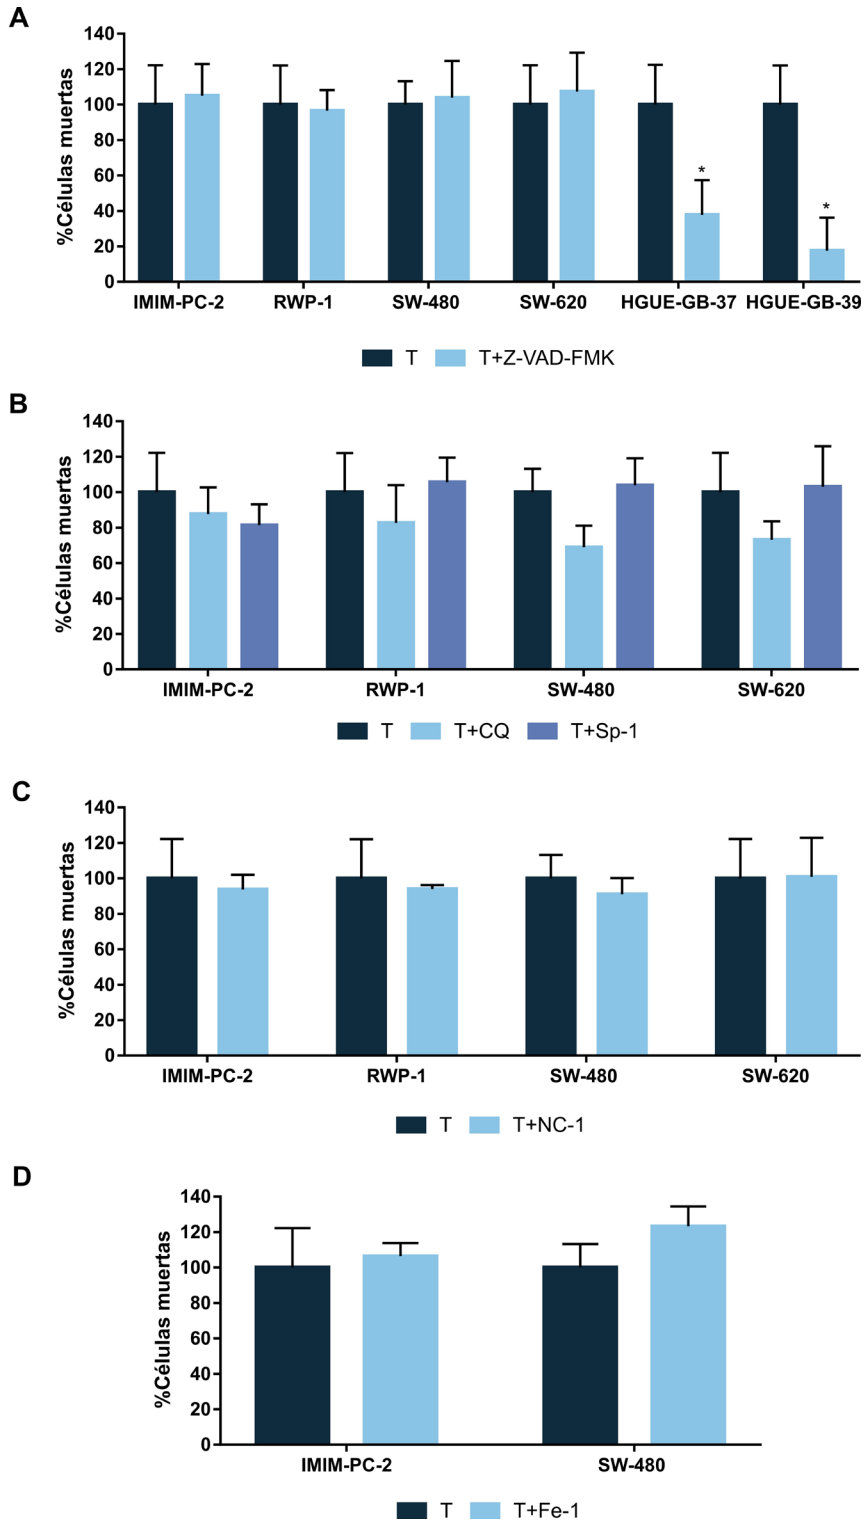 A
%Células muertas
140
120
100
80
60
40
20
0
*
*
IMIM-PC-2 RWP-1 SW-480 SW-620 HGUE-GB-37 HGUE-GB-39
T T+Z-VAD-FMK
B
%Células muertas
140
120
100
80
60
40
20
0
IMIM-PC-2 RWP-1 SW-480 SW-620
T T+CQ T+Sp-1
C
%Células muertas
140
120
100
80
60
40
20
0
IMIM-PC-2 RWP-1 SW-480 SW-620
T T+NC-1
D
%Células muertas
140
120
100
80
60
40
20
0
IMIM-PC-2 SW-480
T T+Fe-1